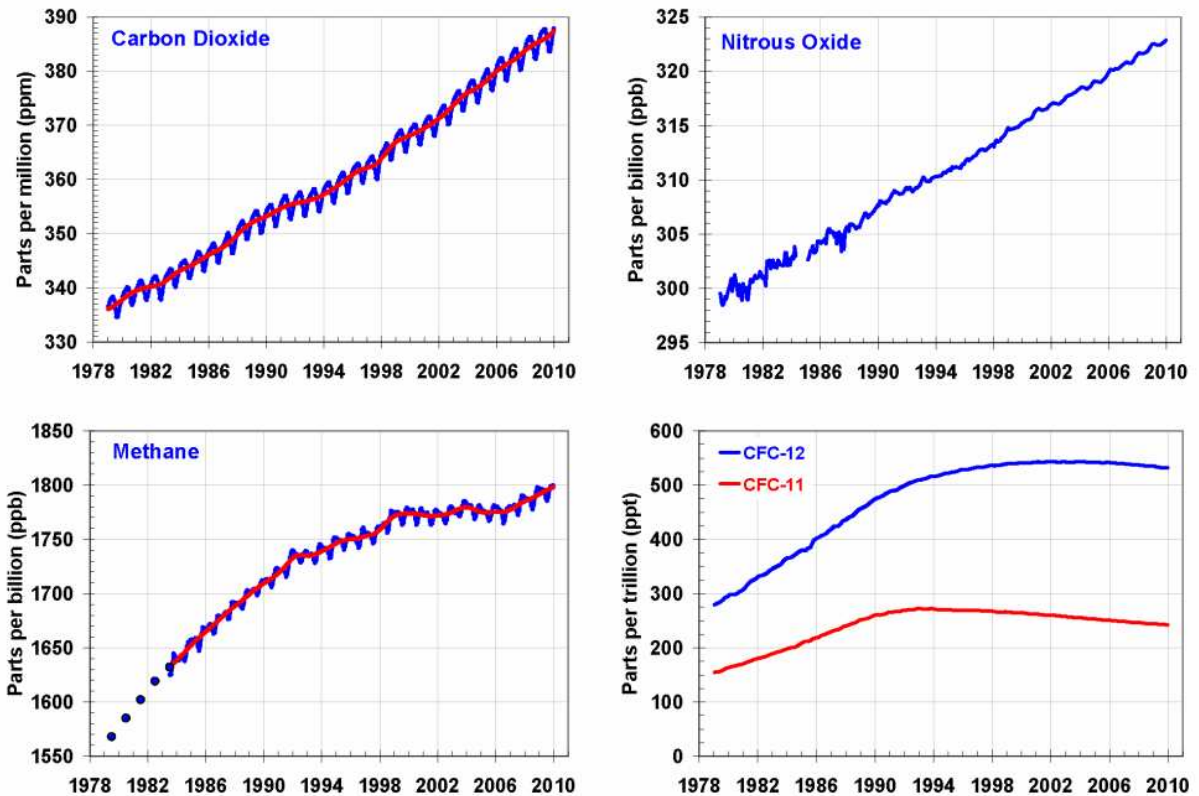 Carbon Dioxide
Parts per million (ppm)
390
380
370
360
350
340
330
1978 1982 1986 1990 1994 1998 2002 2006 2010
Nitrous Oxide
Parts per billion (ppb)
325
320
315
310
305
300
295
1978 1982 1986 1990 1994 1998 2002 2006 2010
Methane
Parts per billion (ppb)
1850
1800
1750
1700
1650
1600
1550
1978 1982 1986 1990 1994 1998 2002 2006 2010
CFC-12
CFC-11
Parts per trillion (ppt)
600
500
400
300
200
100
0
1978 1982 1986 1990 1994 1998 2002 2006 2010